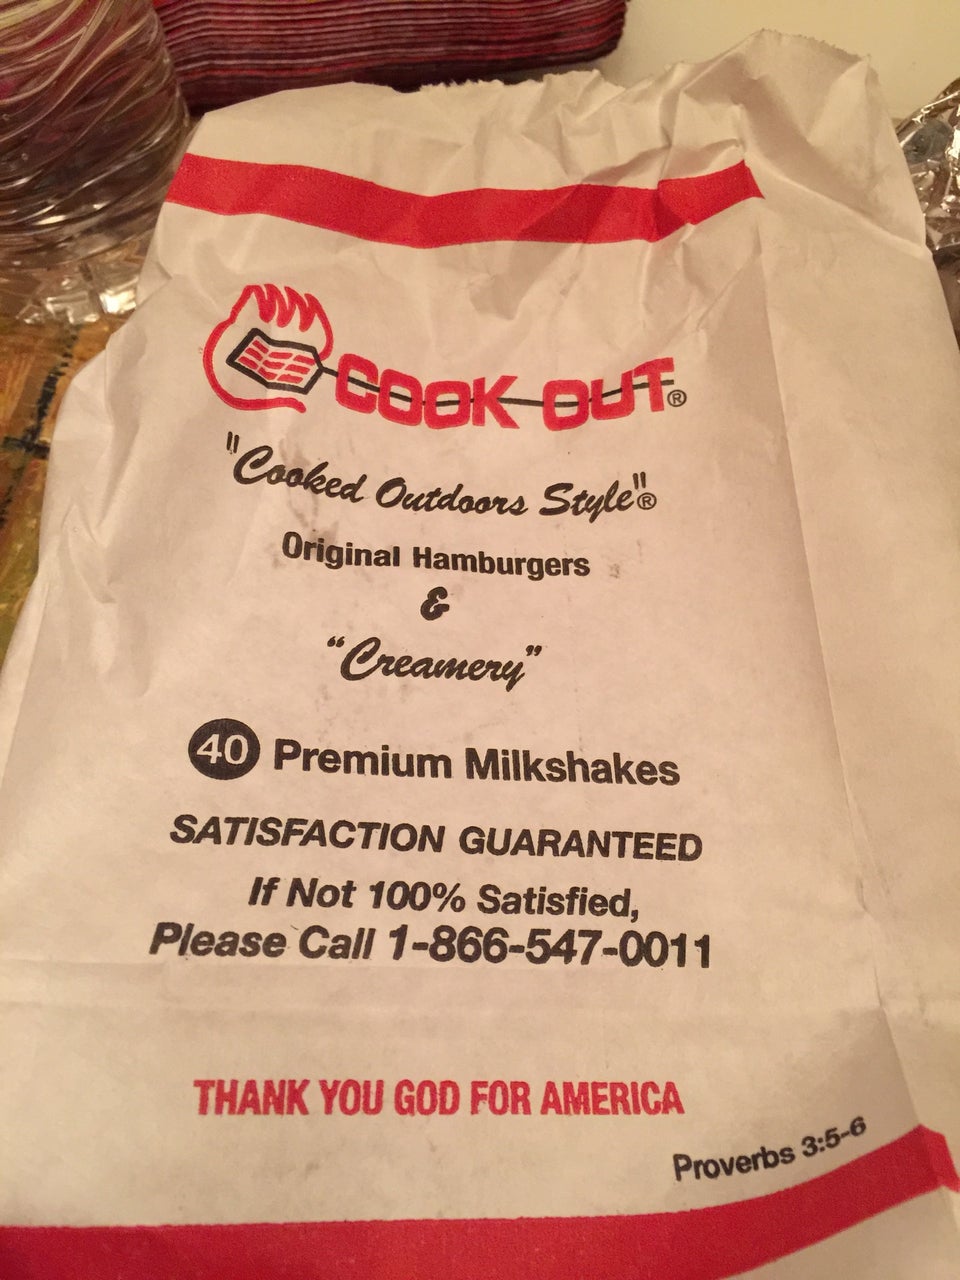 COOK OUT®
"Cooked Outdoors Style"®
Original Hamburgers
&
“Creamery”
40 Premium Milkshakes
SATISFACTION GUARANTEED
If Not 100% Satisfied,
Please Call 1-866-547-0011
THANK YOU GOD FOR AMERICA
Proverbs 3:5-6